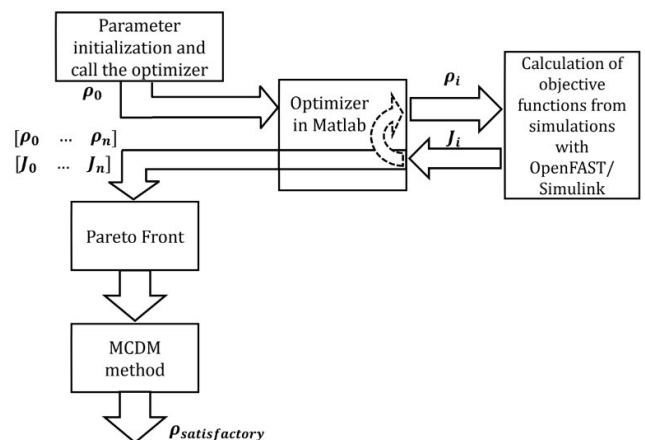 Parameter
initialization and
call the optimizer
ρ₀
Optimizer
in Matlab
ρᵢ
Jᵢ
Calculation of
objective
functions from
simulations
with
OpenFAST/
Simulink
[ρ₀ ... ρₙ]
[J₀ ... Jₙ]
Pareto Front
MCDM
method
ρsatisfactory